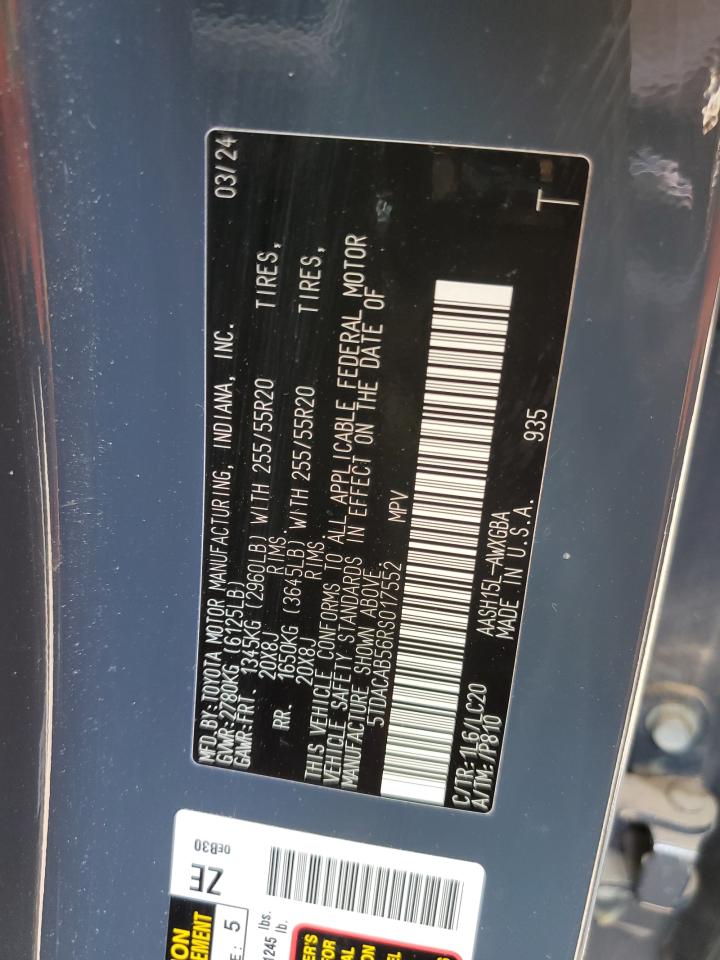 MFD.BY:TOYOTA MOTOR MANUFACTURING, INDIANA, INC. 03/24
GVWR:2780KG (6125LB)
GAWR:FRT. 1345KG (2960LB) WITH 255/55R20 TIRES,
20X8J RIMS
RR. 1650KG (3645LB) WITH 255/55R20 TIRES,
20X8J RIMS
THIS VEHICLE CONFORMS TO ALL APPLICABLE FEDERAL MOTOR
VEHICLE SAFETY STANDARDS IN EFFECT ON THE DATE OF
MANUFACTURE SHOWN ABOVE.
5TDACAB56RS017552 MPV
C/TR:1L6/LC20 AASH15L-AWXGBA
A/TM:/P810 MADE IN U.S.A. 935 T
ZE
0EB30
5
1245 lbs.
lb.